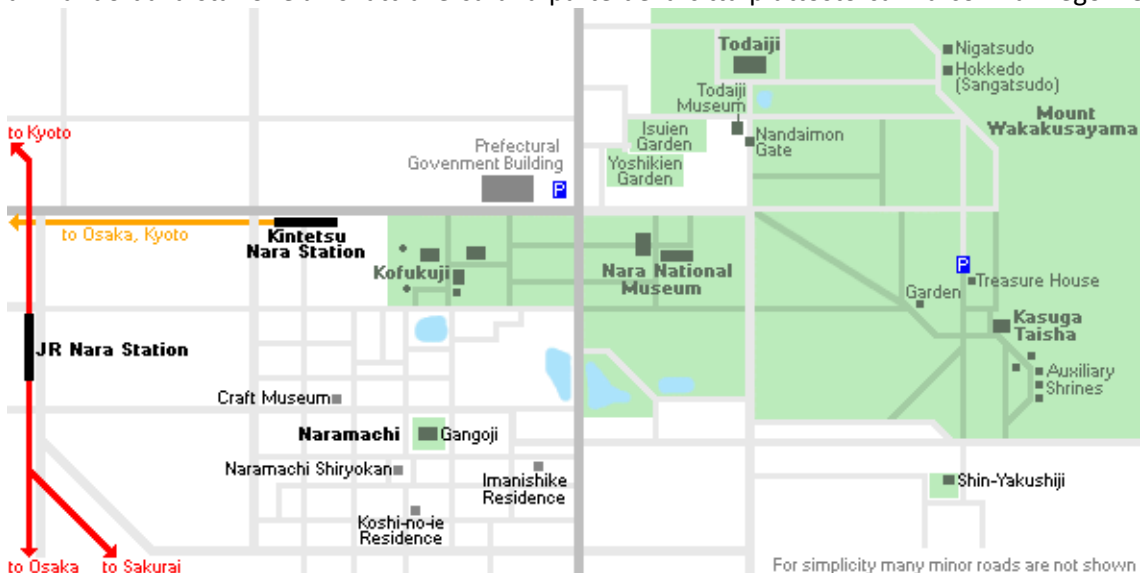 Todaiji
Nigatsudo
Hokkedo
(Sangatsudo)
Todaiji
Museum
Mount
Wakakusayama
to Kyoto
Isuien
Garden
Nandaimon
Gate
Prefectural
Govenment Building
Yoshikien
Garden
P
to Osaka, Kyoto
Kintetsu
Nara Station
Kofukuji
Nara National
Museum
P
Treasure House
Garden
Kasuga
Taisha
JR Nara Station
Auxiliary
Shrines
Craft Museum
Naramachi
Gangoji
Naramachi Shiryokan
Imanishike
Residence
Shin-Yakushiji
Koshi-no-ie
Residence
to Osaka
to Sakurai
For simplicity many minor roads are not shown